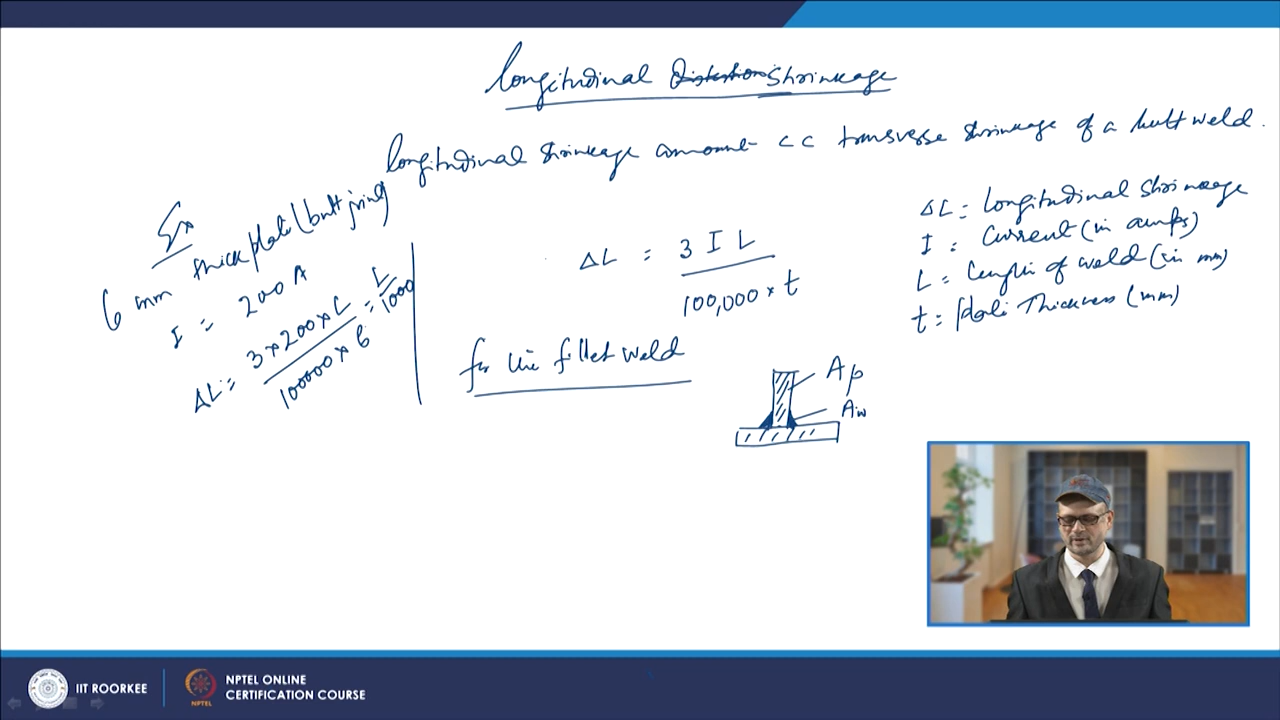 Longitudinal Distortion Shrinkage
Longitudinal shrinkage amount << transverse shrinkage of a butt weld.
Ex
6 mm thick plate (butt joint)
I = 200 A
ΔL = 3 × 200 × L / 100000 × 6 = L / 1000
ΔL = 3 I L / 100,000 × t
ΔL = Longitudinal shrinkage
I = Current (in amps)
L = length of weld (in mm)
t = plate Thickness (mm)
for the fillet weld
Ap
Aw
IIT ROORKEE
NPTEL
NPTEL ONLINE
CERTIFICATION COURSE